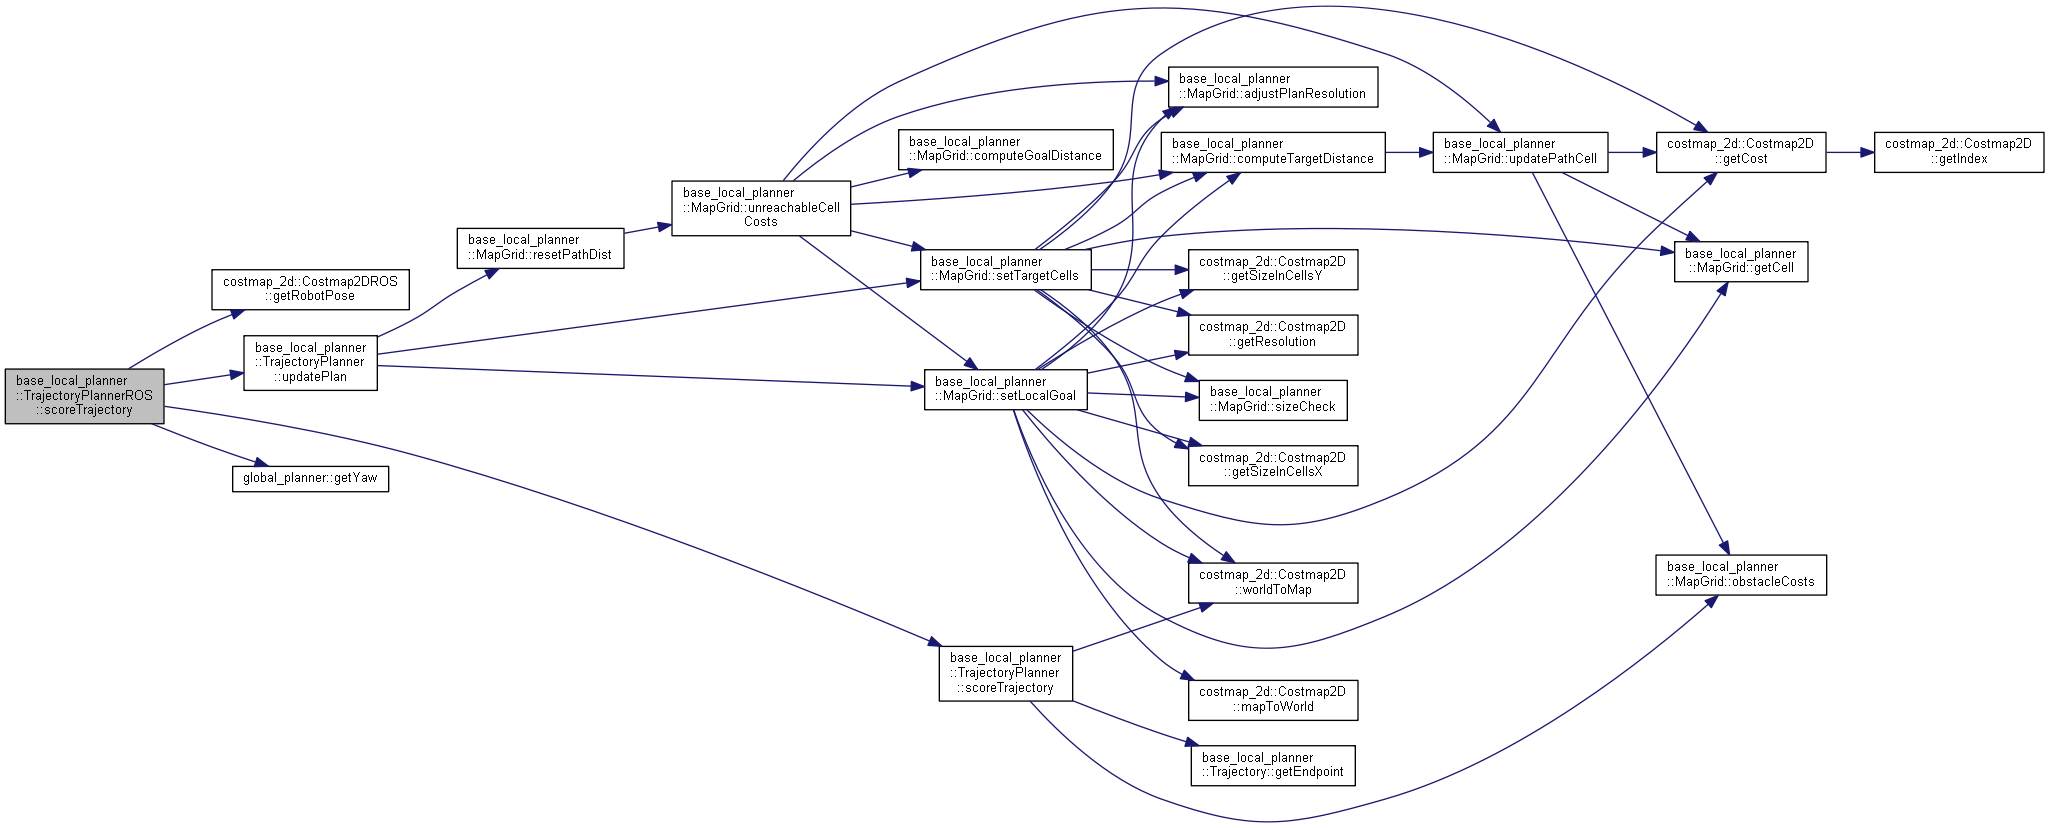 base_local_planner
::TrajectoryPlannerROS
::scoreTrajectory
costmap_2d::Costmap2DROS
::getRobotPose
base_local_planner
::TrajectoryPlanner
::updatePlan
global_planner::getYaw
base_local_planner
::MapGrid::resetPathDist
base_local_planner
::MapGrid::unreachableCell
Costs
base_local_planner
::MapGrid::computeGoalDistance
base_local_planner
::MapGrid::setTargetCells
base_local_planner
::MapGrid::setLocalGoal
base_local_planner
::TrajectoryPlanner
::scoreTrajectory
base_local_planner
::MapGrid::adjustPlanResolution
base_local_planner
::MapGrid::computeTargetDistance
costmap_2d::Costmap2D
::getSizeInCellsY
costmap_2d::Costmap2D
::getResolution
base_local_planner
::MapGrid::sizeCheck
costmap_2d::Costmap2D
::getSizeInCellsX
costmap_2d::Costmap2D
::worldToMap
costmap_2d::Costmap2D
::mapToWorld
base_local_planner
::Trajectory::getEndpoint
base_local_planner
::MapGrid::updatePathCell
costmap_2d::Costmap2D
::getCost
base_local_planner
::MapGrid::getCell
base_local_planner
::MapGrid::obstacleCosts
costmap_2d::Costmap2D
::getIndex